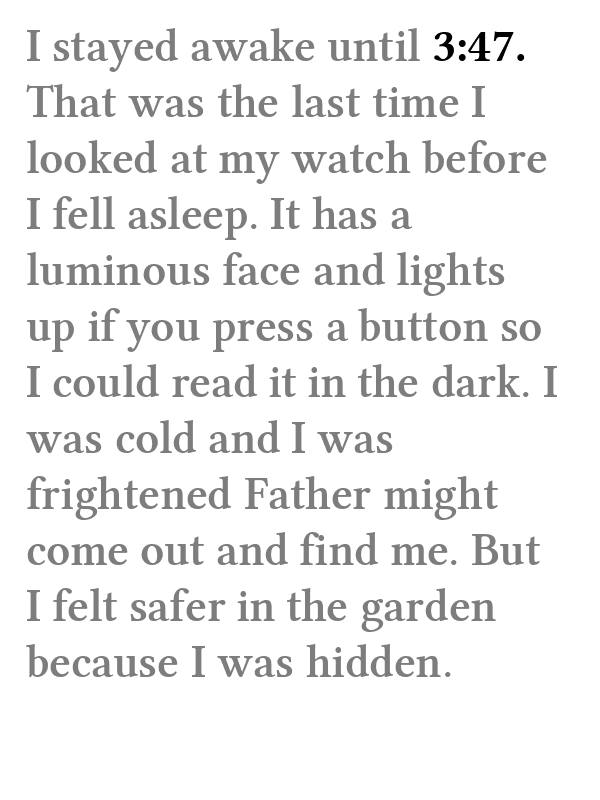 I stayed awake until 3:47.
That was the last time I
looked at my watch before
I fell asleep. It has a
luminous face and lights
up if you press a button so
I could read it in the dark. I
was cold and I was
frightened Father might
come out and find me. But
I felt safer in the garden
because I was hidden.